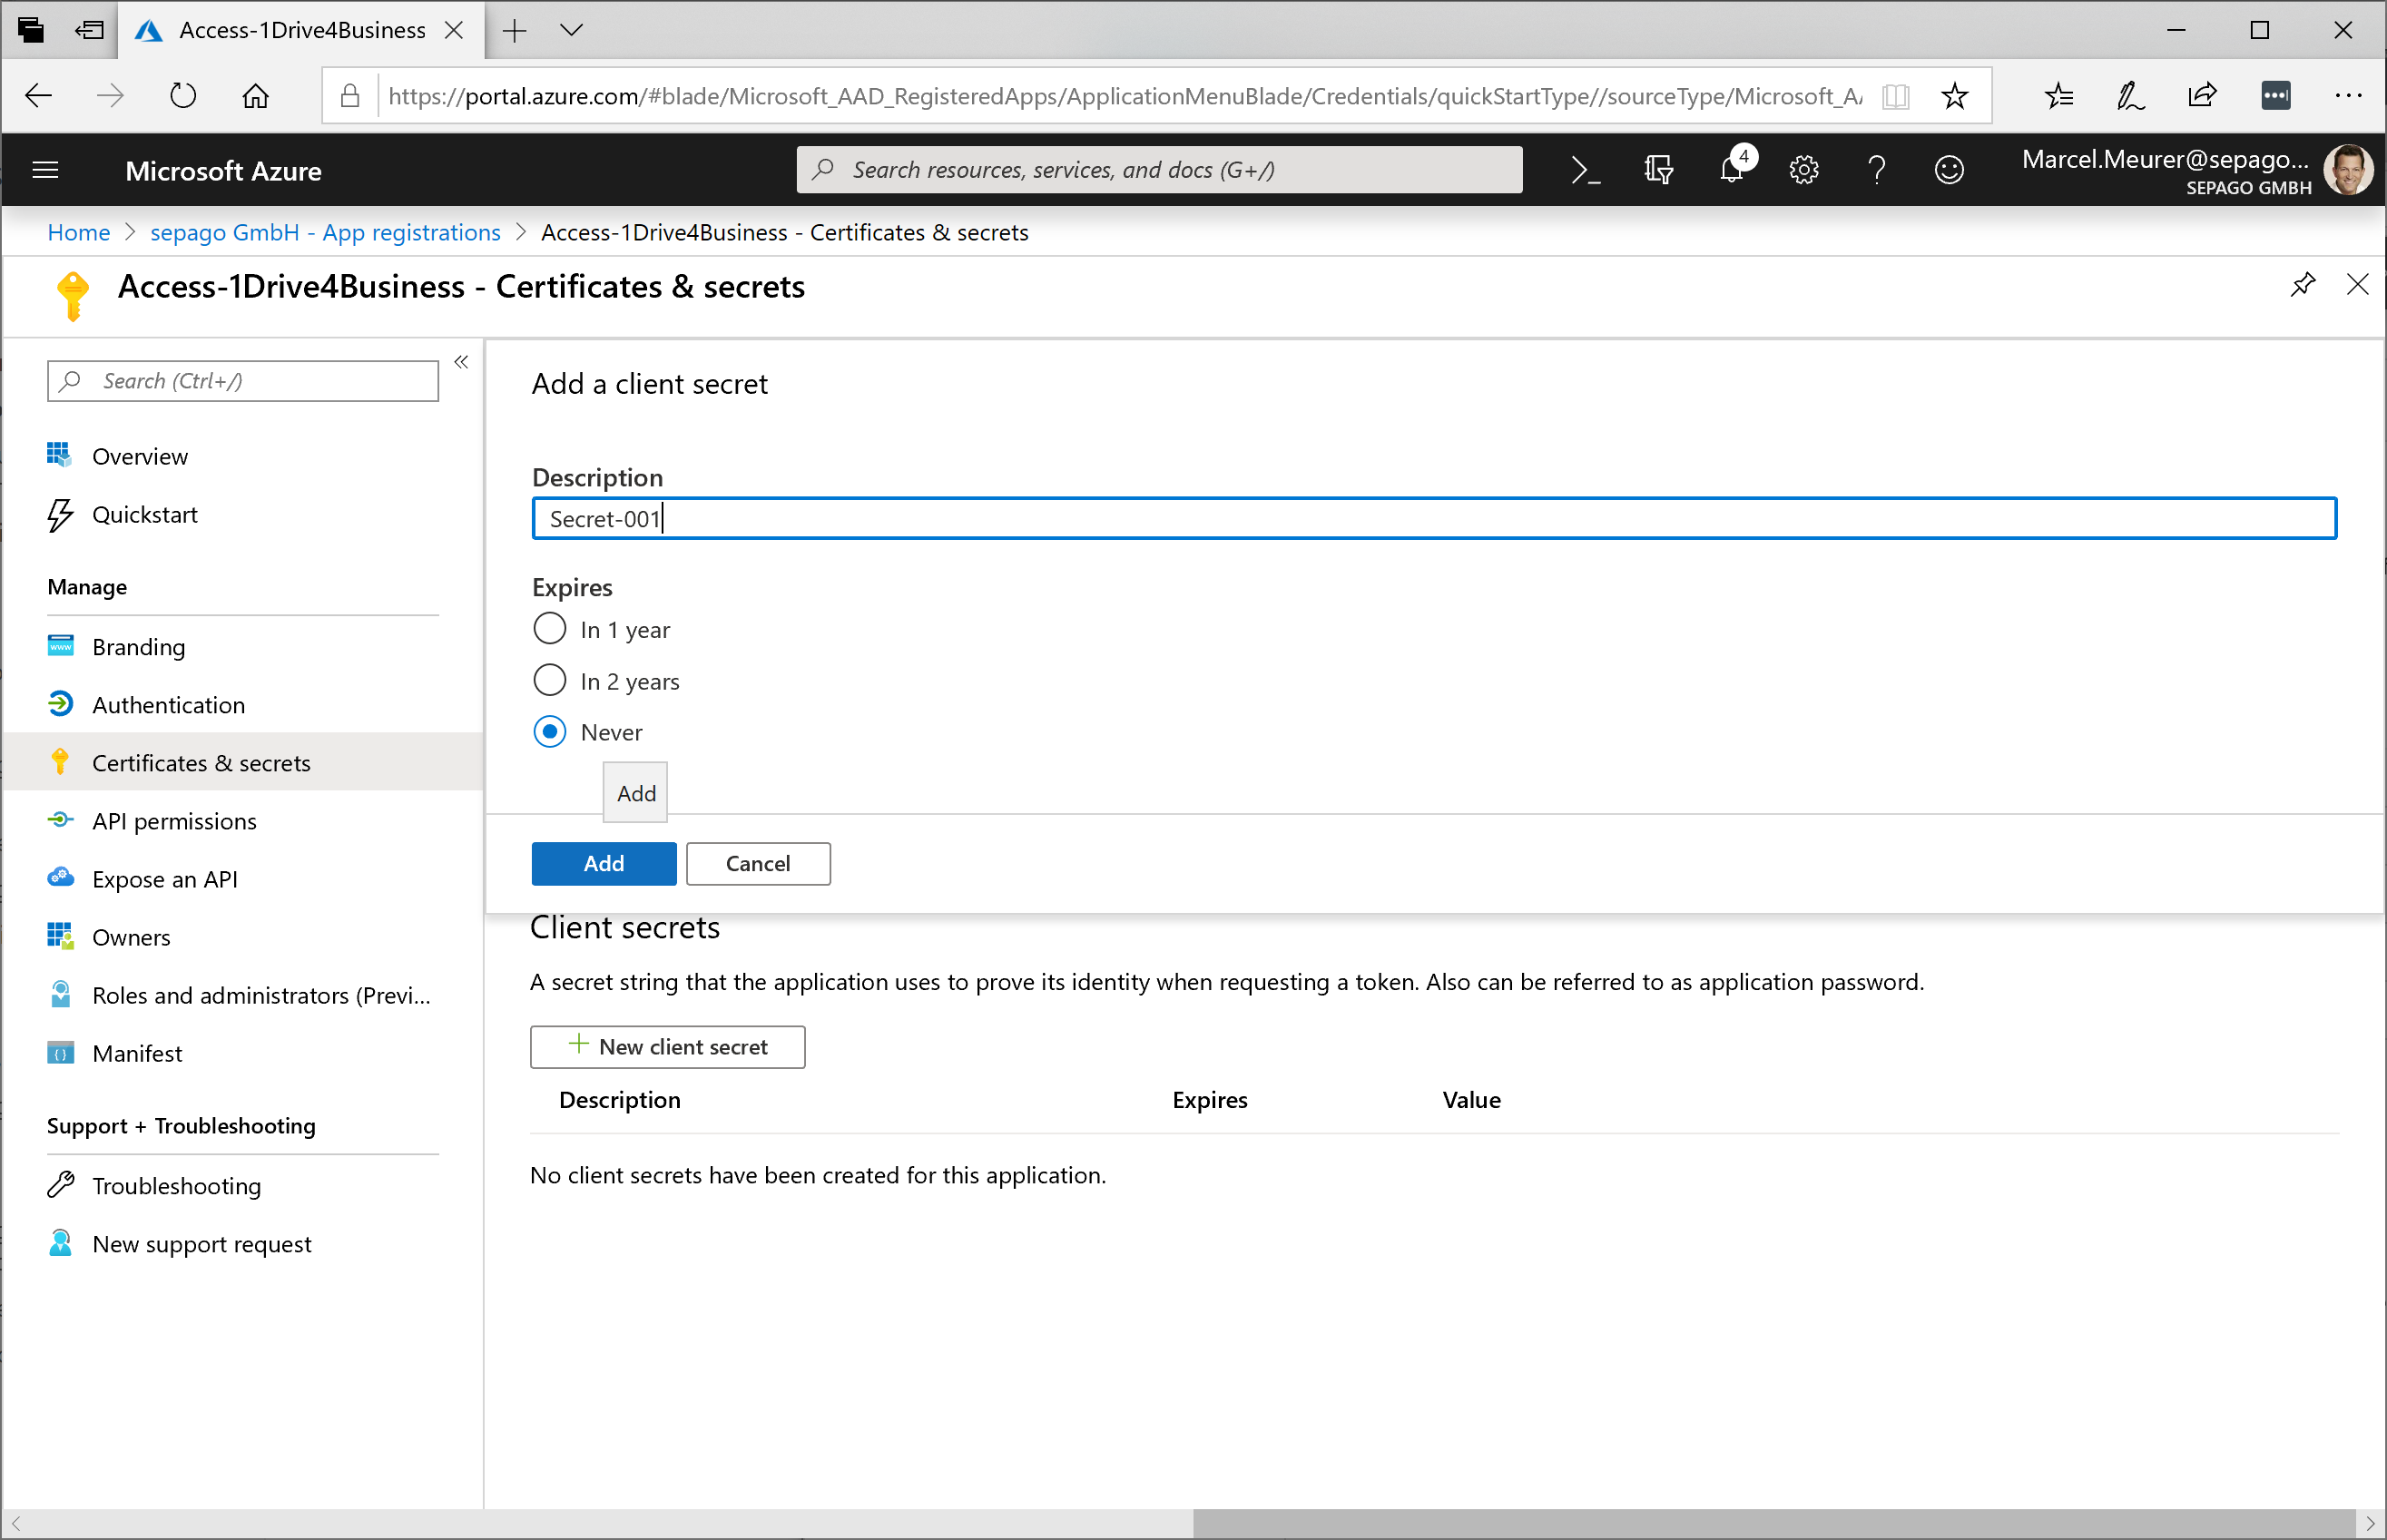 Access-1Drive4Business
https://portal.azure.com/#blade/Microsoft_AAD_RegisteredApps/ApplicationMenuBlade/Credentials/quickStartType//sourceType/Microsoft_A
Microsoft Azure
Search resources, services, and docs (G+/)
4
Marcel.Meurer@sepago...
SEPAGO GMBH
Home > sepago GmbH - App registrations > Access-1Drive4Business - Certificates & secrets
Access-1Drive4Business - Certificates & secrets
Search (Ctrl+/)
Overview
Quickstart
Manage
Branding
Authentication
Certificates & secrets
API permissions
Expose an API
Owners
Roles and administrators (Previ...
Manifest
Support + Troubleshooting
Troubleshooting
New support request
Add a client secret
Description
Secret-001
Expires
In 1 year
In 2 years
Never
Add
Add Cancel
Client secrets
A secret string that the application uses to prove its identity when requesting a token. Also can be referred to as application password.
New client secret
Description Expires Value
No client secrets have been created for this application.